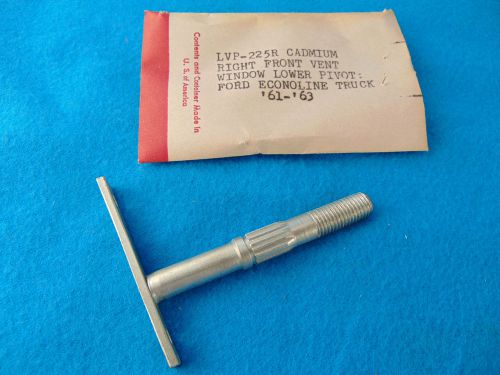 Contents and Container Made in
U. S. of America
LVP-225R CADMIUM
RIGHT FRONT VENT
WINDOW LOWER PIVOT:
FORD ECONOLINE TRUCK
'61-'63